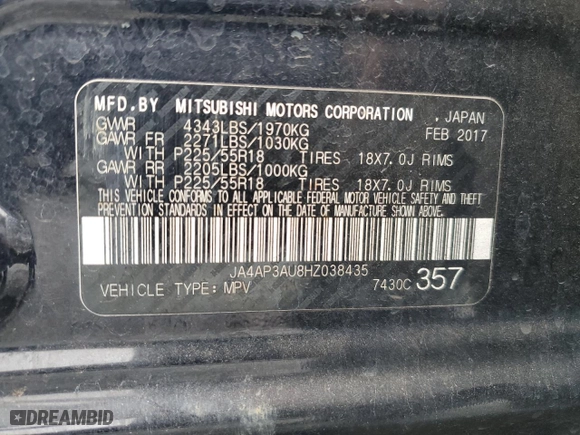 MFD.BY MITSUBISHI MOTORS CORPORATION , JAPAN
GVWR 4343LBS/1970KG FEB 2017
GAWR FR 2271LBS/1030KG
WITH P225/55R18 TIRES 18X7.0J RIMS
GAWR RR 2205LBS/1000KG
WITH P225/55R18 TIRES 18X7.0J RIMS
THIS VEHICLE CONFORMS TO ALL APPLICABLE FEDERAL MOTOR VEHICLE SAFETY AND THEFT
PREVENTION STANDARDS IN EFFECT ON THE DATE OF MANUFACTURE SHOWN ABOVE.
JA4AP3AU8HZ038435
VEHICLE TYPE: MPV 7430C 357
DREAMBID